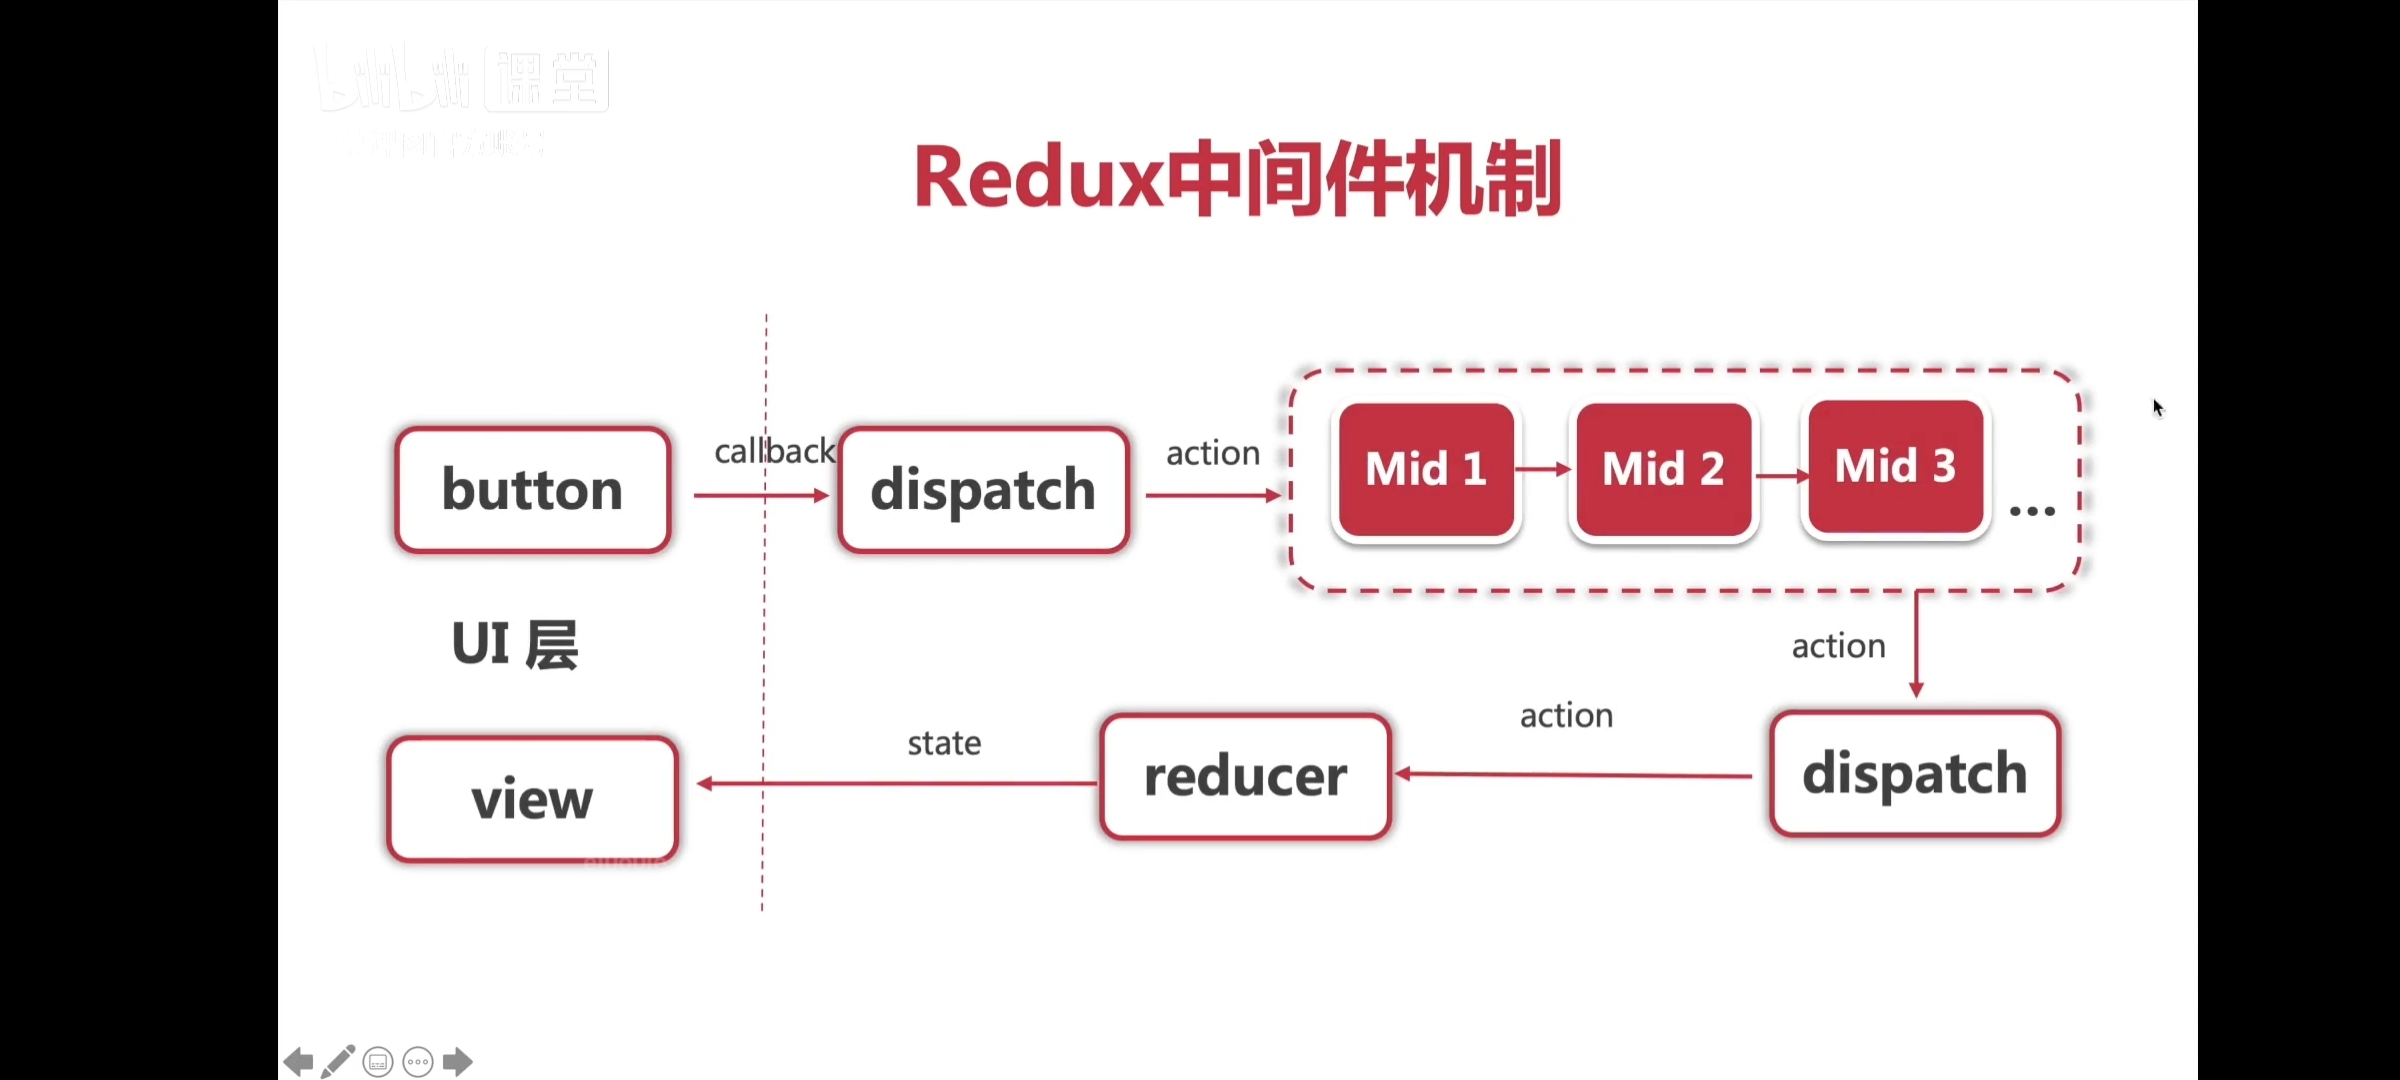 bilibili 课堂
Redux中间件机制
button
callback
dispatch
action
Mid 1
Mid 2
Mid 3
...
UI 层
action
view
state
reducer
action
dispatch